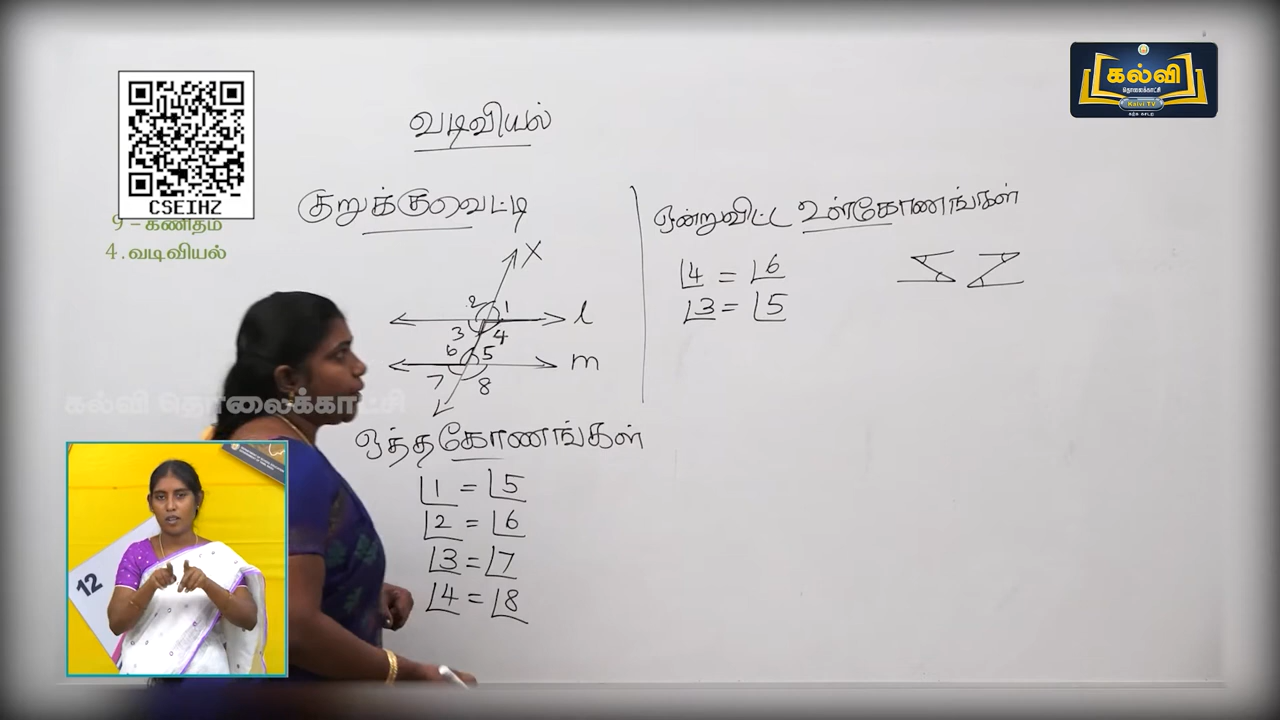 கல்வி
தொலைக்காட்சி
Kalvi TV
CSEIHZ
9 - கணிதம்
4.வடிவியல்
வடிவியல்
குறுக்குவெட்டி
X
2 1
l
3 4
6 5
m
7 8
ஒத்தகோணங்கள்
∠1 = ∠5
∠2 = ∠6
∠3 = ∠7
∠4 = ∠8
ஒன்றுவிட்ட உள்கோணங்கள்
∠4 = ∠6
∠3 = ∠5
கல்வி தொலைக்காட்சி
12